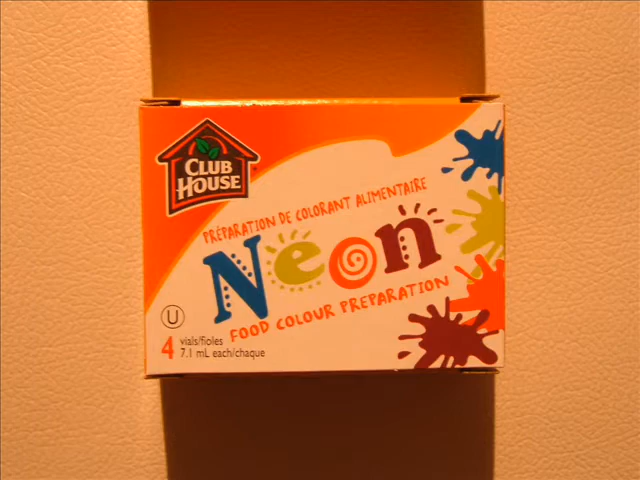 CLUB
HOUSE
PRÉPARATION DE COLORANT ALIMENTAIRE
Neon
FOOD COLOUR PREPARATION
U
4 vials/fioles
7.1 mL each/chaque